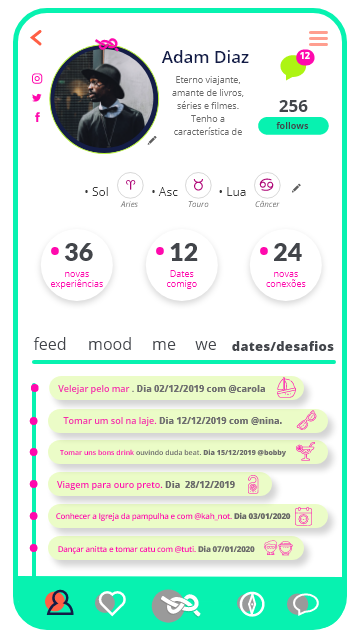 Adam Diaz
12
Eterno viajante,
amante de livros,
séries e filmes.
Tenho a
característica de
256
follows
• Sol
• Asc
• Lua
Aries
Touro
Câncer
36
novas
experiências
12
Dates
comigo
24
novas
conexões
feed mood me we dates/desafios
Velejar pelo mar . Dia 02/12/2019 com @carola
Tomar um sol na laje. Dia 12/12/2019 com @nina.
Tomar uns bons drink ouvindo duda beat. Dia 15/12/2019 @bobby
Viagem para ouro preto. Dia 28/12/2019
Conhecer a Igreja da pampulha e com @kah_not. Dia 03/01/2020
Dançar anitta e tomar catu com @tuti. Dia 07/01/2020